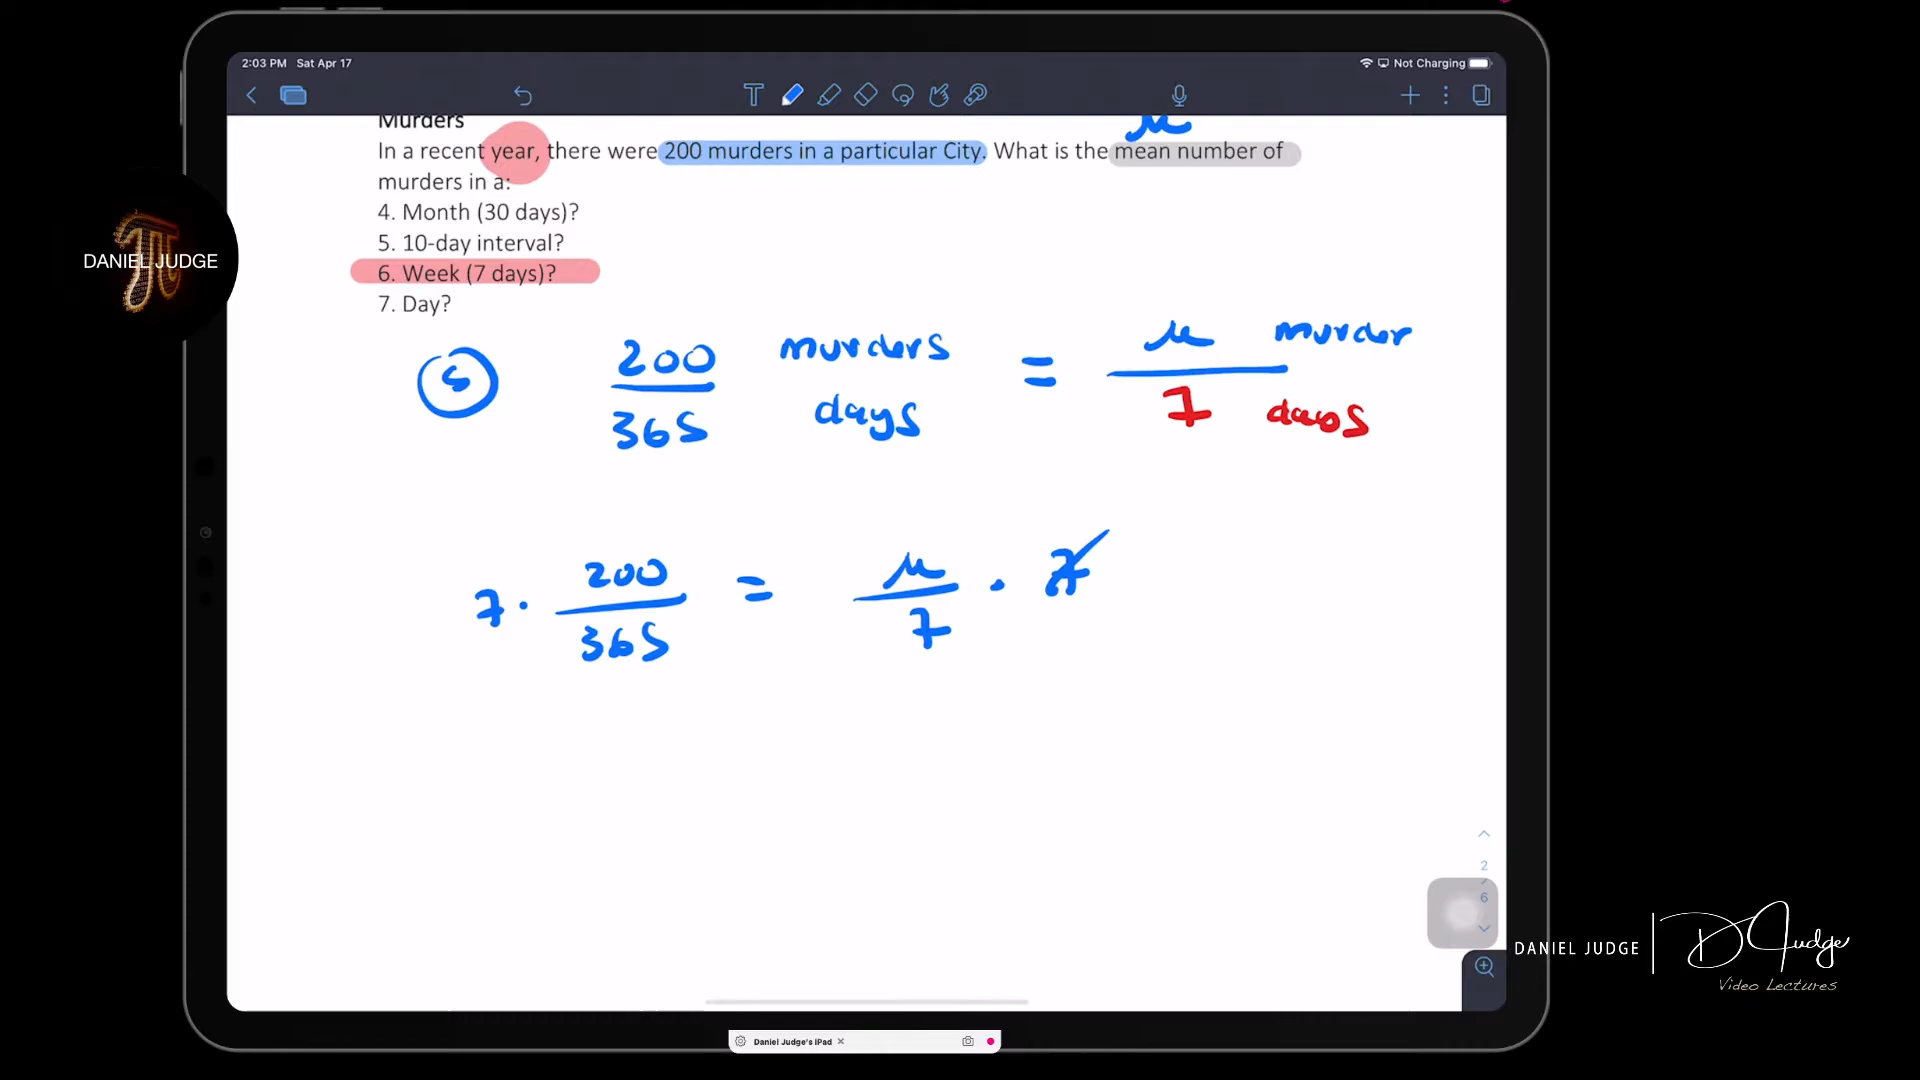 2:03 PM Sat Apr 17
Not Charging
Murders
In a recent year, there were 200 murders in a particular City. What is the mean number of
μ
murders in a:
4. Month (30 days)?
5. 10-day interval?
6. Week (7 days)?
7. Day?
DANIEL JUDGE
5 200/365 murders/days = μ/7 murder/days
7 · 200/365 = μ/7 · 7
2
6
DANIEL JUDGE | DJudge
Video Lectures
Daniel Judge's iPad